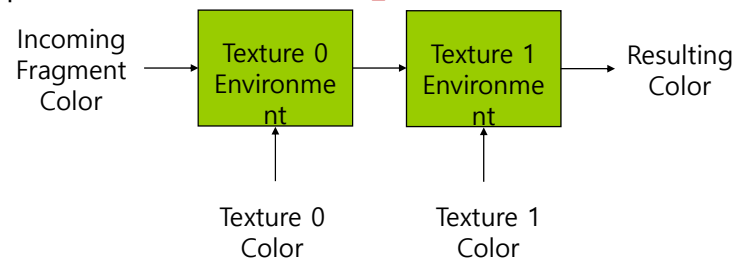 Incoming
Fragment
Color
Texture 0
Environme
nt
Texture 1
Environme
nt
Resulting
Color
Texture 0
Color
Texture 1
Color